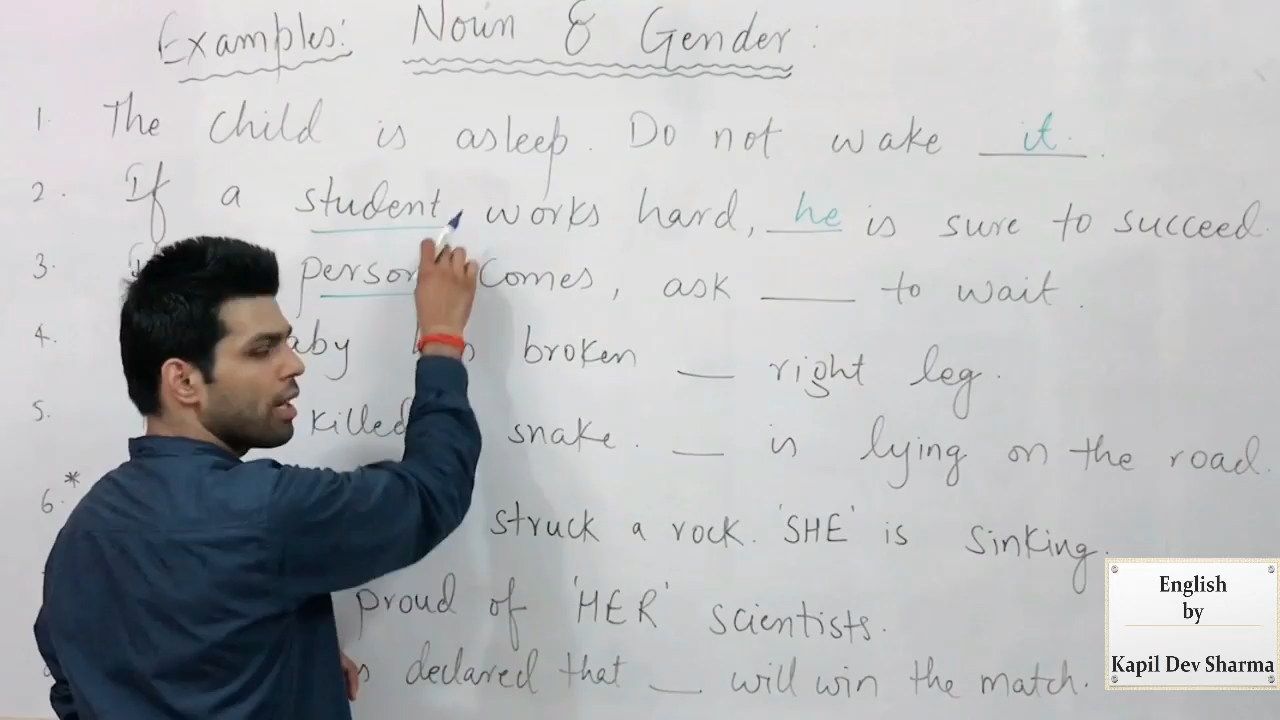 Examples: Noun & Gender:
1. The child is asleep. Do not wake it.
2. If a student works hard, he is sure to succeed.
3. person comes, ask ___ to wait.
4. broken ___ right leg.
5. killed snake. ___ is lying on the road.
6.* struck a rock. 'SHE' is sinking.
proud of 'HER' scientists.
declared that ___ will win the match.
English
by
Kapil Dev Sharma